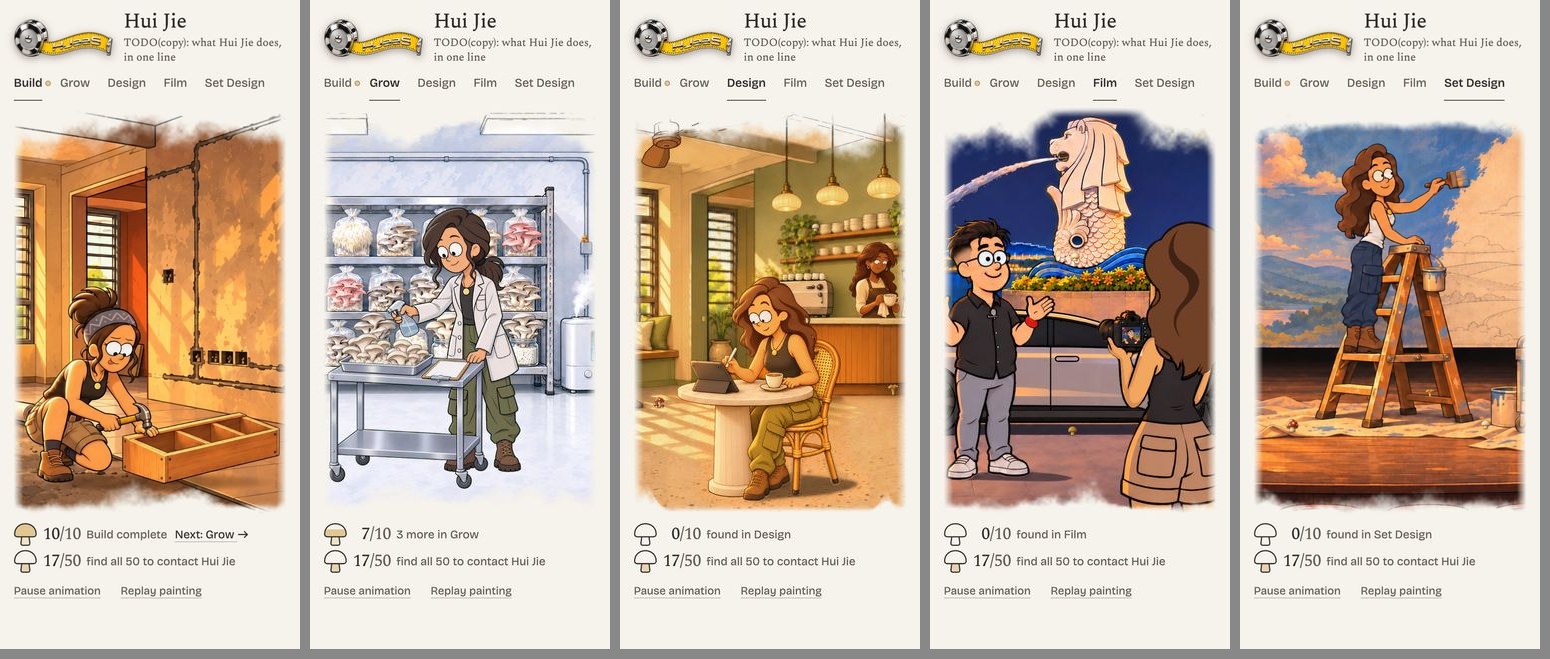 Hui Jie
TODO(copy): what Hui Jie does,
in one line
Build Grow Design Film Set Design
10/10 Build complete Next: Grow →
17/50 find all 50 to contact Hui Jie
Pause animation Replay painting
Hui Jie
TODO(copy): what Hui Jie does,
in one line
Build Grow Design Film Set Design
7/10 3 more in Grow
17/50 find all 50 to contact Hui Jie
Pause animation Replay painting
Hui Jie
TODO(copy): what Hui Jie does,
in one line
Build Grow Design Film Set Design
0/10 found in Design
17/50 find all 50 to contact Hui Jie
Pause animation Replay painting
Hui Jie
TODO(copy): what Hui Jie does,
in one line
Build Grow Design Film Set Design
0/10 found in Film
17/50 find all 50 to contact Hui Jie
Pause animation Replay painting
Hui Jie
TODO(copy): what Hui Jie does,
in one line
Build Grow Design Film Set Design
0/10 found in Set Design
17/50 find all 50 to contact Hui Jie
Pause animation Replay painting